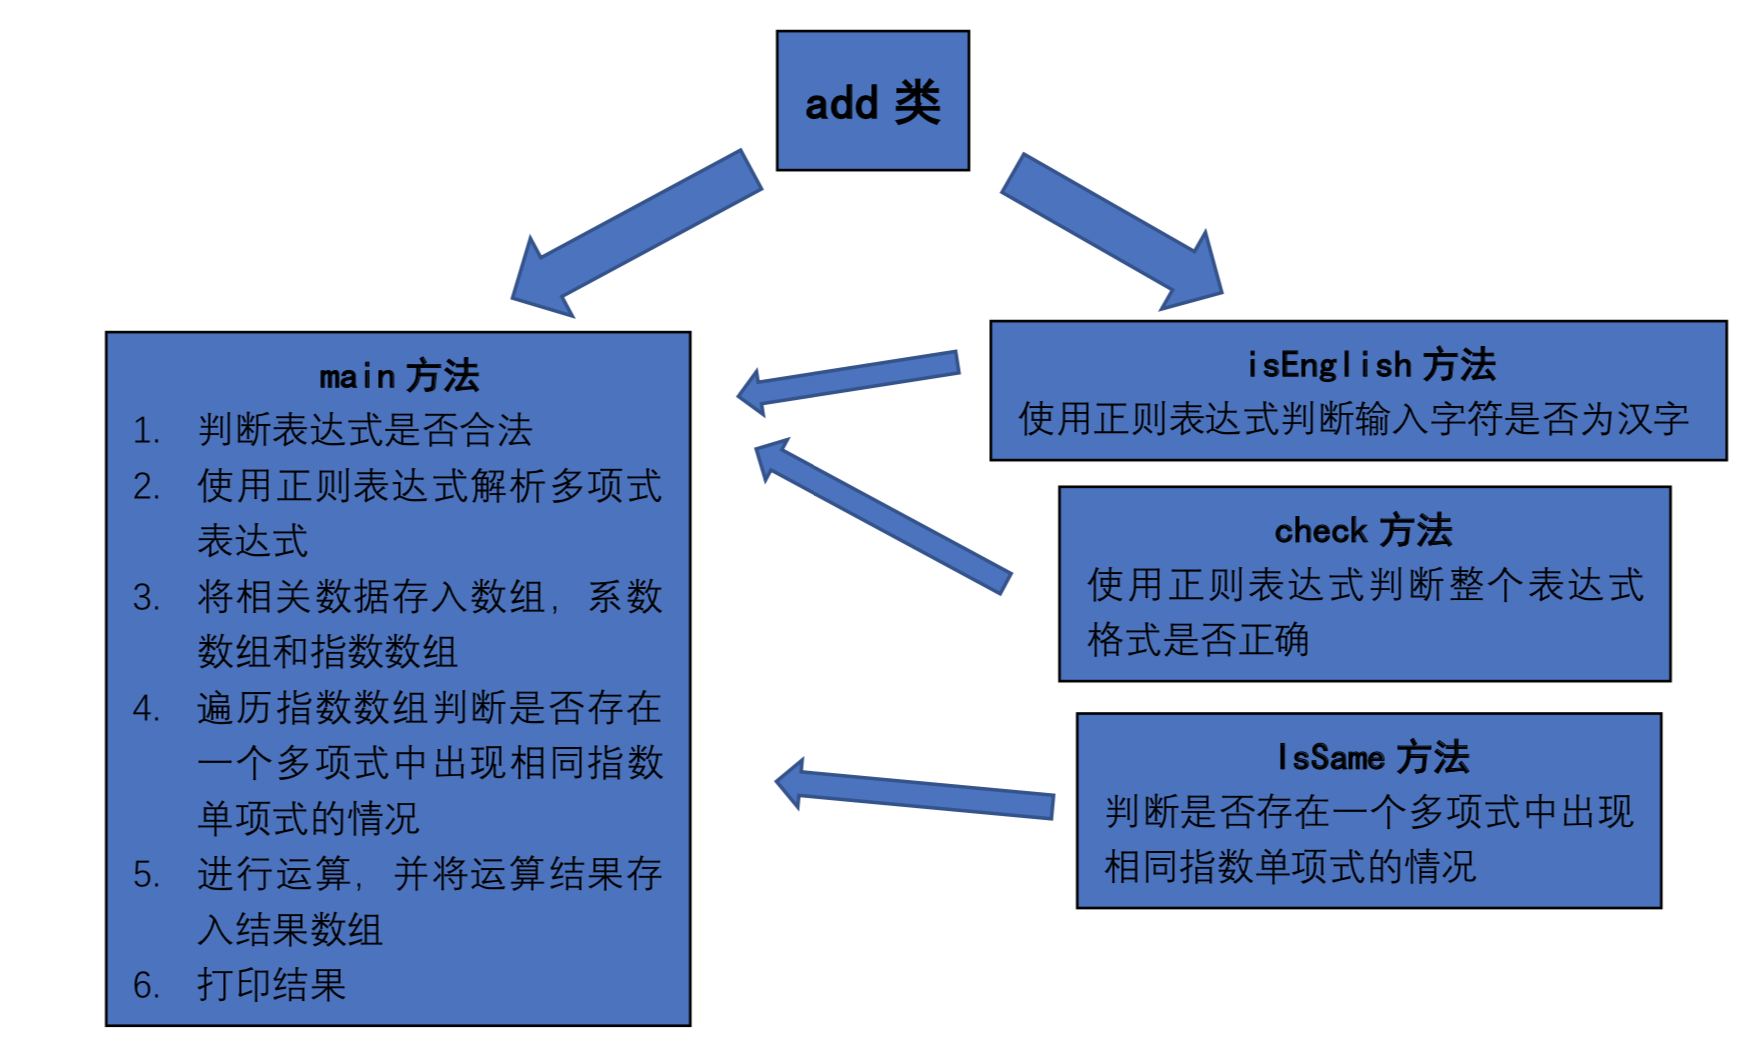 add 类
main 方法
1. 判断表达式是否合法
2. 使用正则表达式解析多项式
表达式
3. 将相关数据存入数组，系数
数组和指数数组
4. 遍历指数数组判断是否存在
一个多项式中出现相同指数
单项式的情况
5. 进行运算，并将运算结果存
入结果数组
6. 打印结果
isEnglish 方法
使用正则表达式判断输入字符是否为汉字
check 方法
使用正则表达式判断整个表达式
格式是否正确
IsSame 方法
判断是否存在一个多项式中出现
相同指数单项式的情况